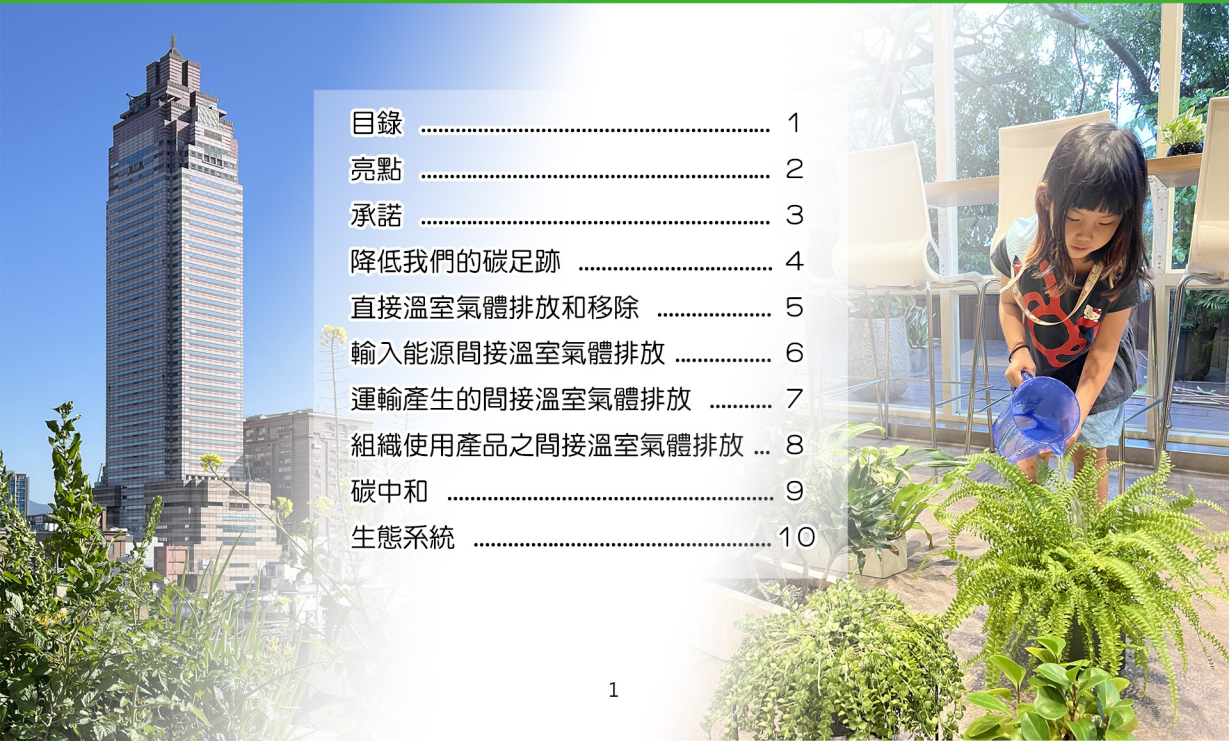 目錄 ............................................................ 1
亮點 ............................................................ 2
承諾 ............................................................ 3
降低我們的碳足跡 .................................. 4
直接溫室氣體排放和移除 .................... 5
輸入能源間接溫室氣體排放 ................. 6
運輸產生的間接溫室氣體排放 ........... 7
組織使用產品之間接溫室氣體排放 ... 8
碳中和 ......................................................... 9
生態系統 .................................................... 10
1